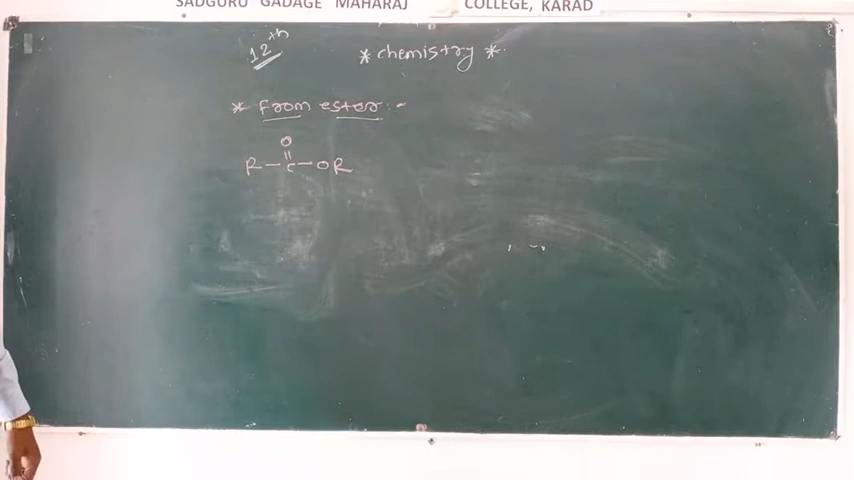 SADGURU GADAGE MAHARAJ COLLEGE, KARAD
12th * chemistry *
* From ester :-
O
||
R - C - OR